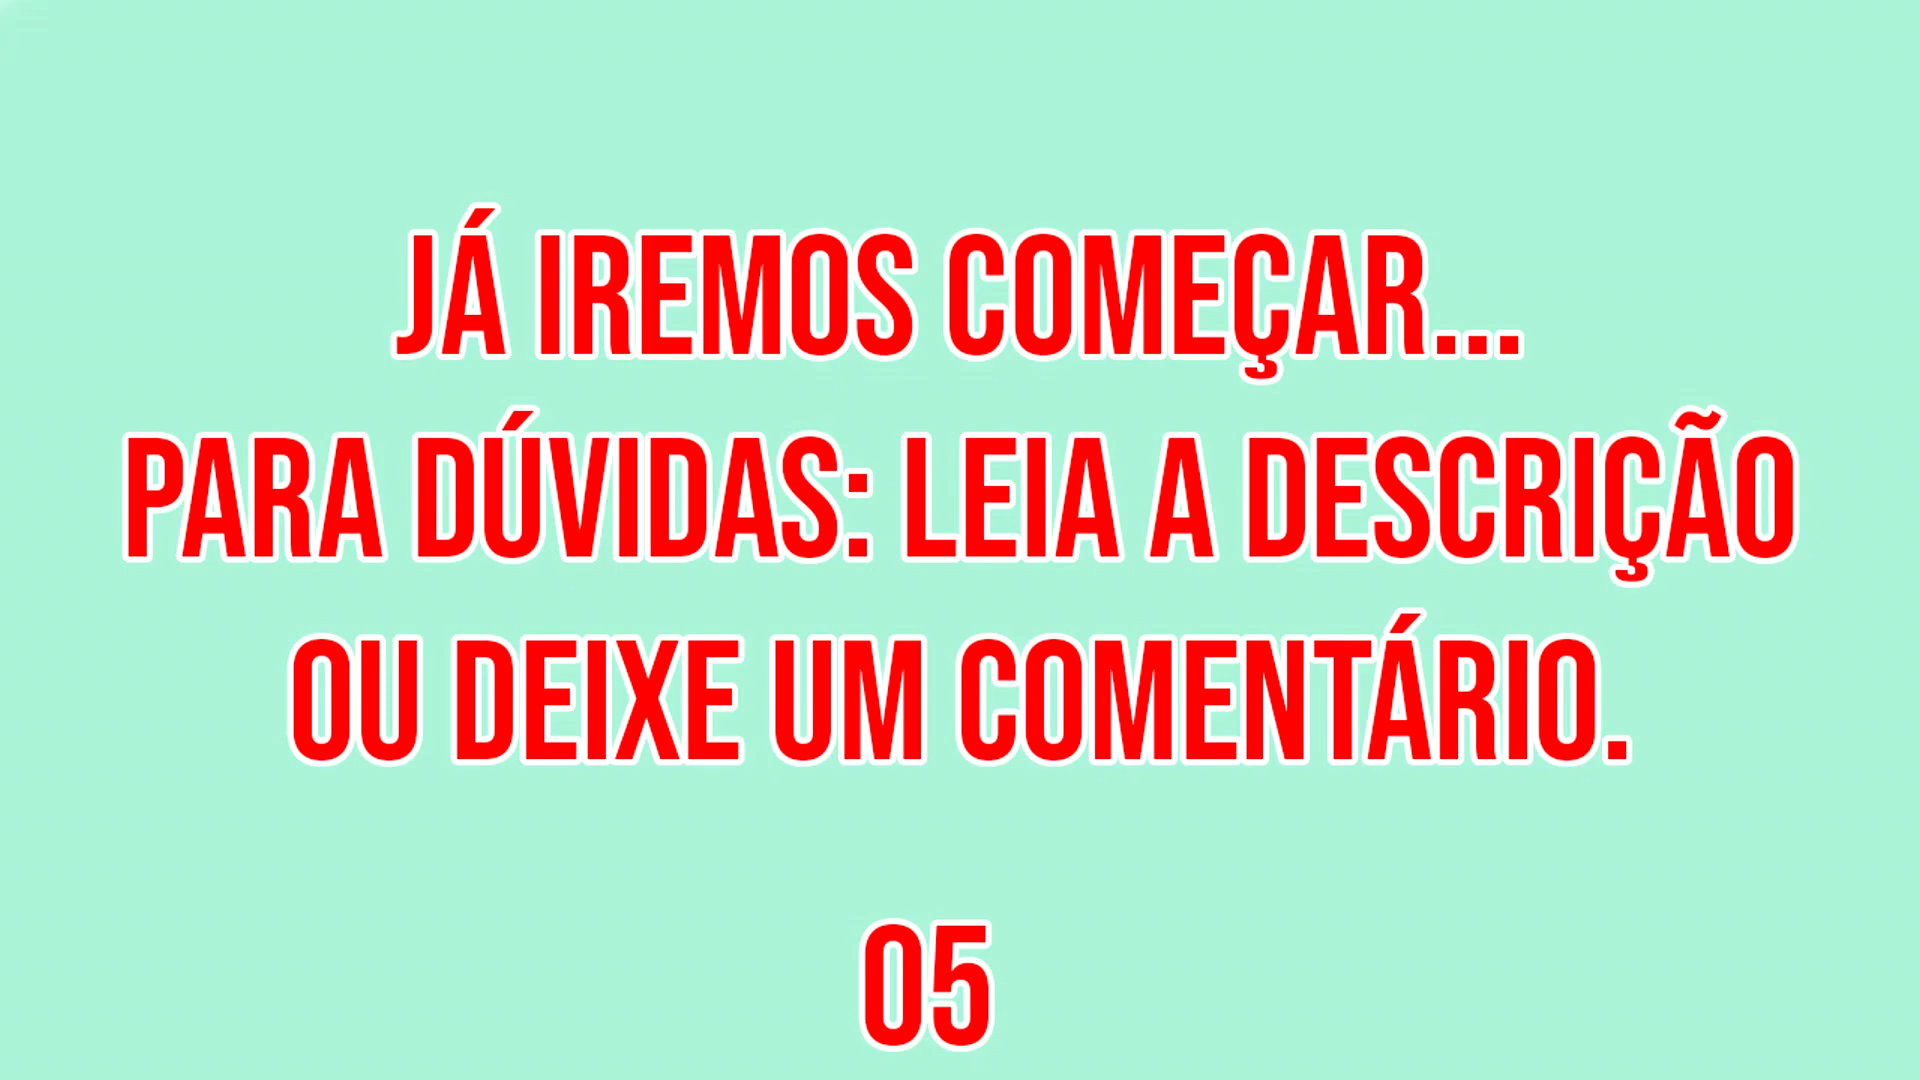 JÁ IREMOS COMEÇAR...
PARA DÚVIDAS: LEIA A DESCRIÇÃO
OU DEIXE UM COMENTÁRIO.
05